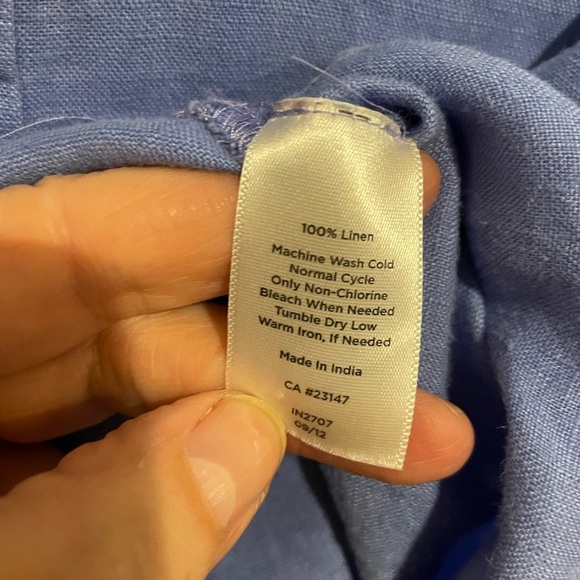 100% Linen
Machine Wash Cold
Normal Cycle
Only Non-Chlorine
Bleach When Needed
Tumble Dry Low
Warm Iron, If Needed
Made In India
CA #23147
IN2707
09/12